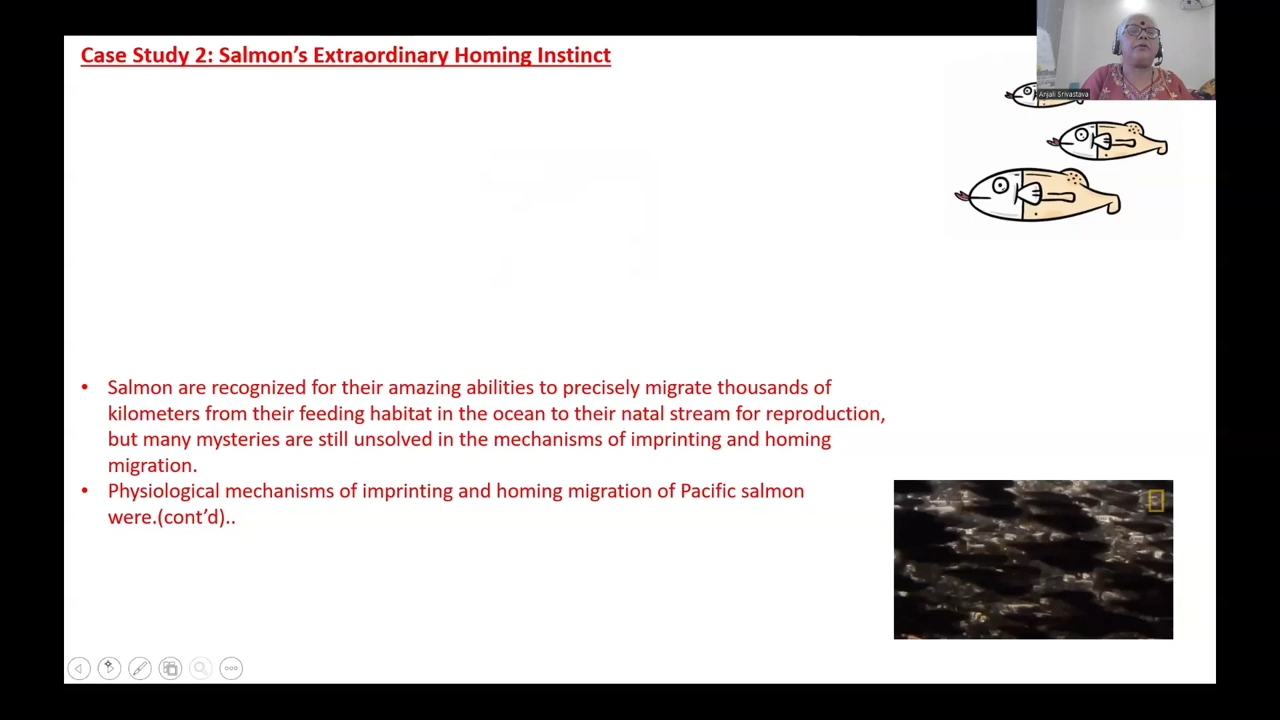 Case Study 2: Salmon's Extraordinary Homing Instinct
Anjali Srivastava
• Salmon are recognized for their amazing abilities to precisely migrate thousands of
kilometers from their feeding habitat in the ocean to their natal stream for reproduction,
but many mysteries are still unsolved in the mechanisms of imprinting and homing
migration.
• Physiological mechanisms of imprinting and homing migration of Pacific salmon
were.(cont'd)..